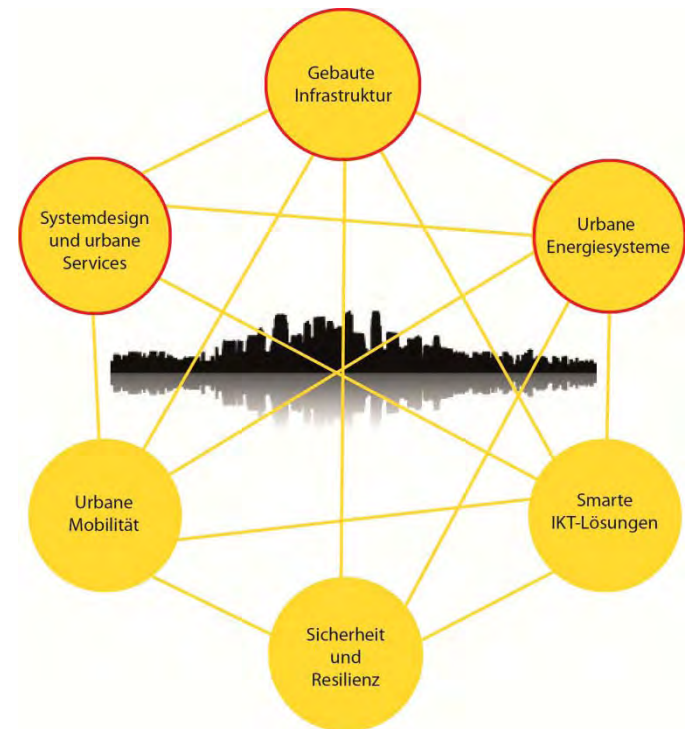 Gebaute
Infrastruktur
Systemdesign
und urbane
Services
Urbane
Energiesysteme
Urbane
Mobilität
Smarte
IKT-Lösungen
Sicherheit
und
Resilienz